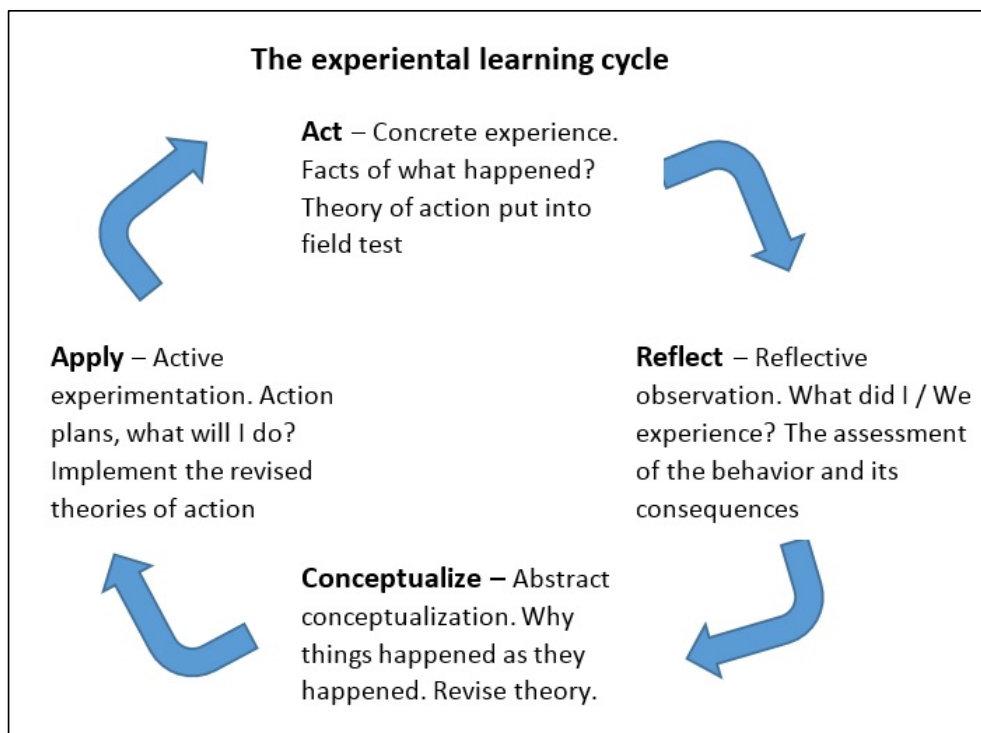 The experiental learning cycle
Act – Concrete experience.
Facts of what happened?
Theory of action put into
field test
Reflect – Reflective
observation. What did I / We
experience? The assessment
of the behavior and its
consequences
Conceptualize – Abstract
conceptualization. Why
things happened as they
happened. Revise theory.
Apply – Active
experimentation. Action
plans, what will I do?
Implement the revised
theories of action